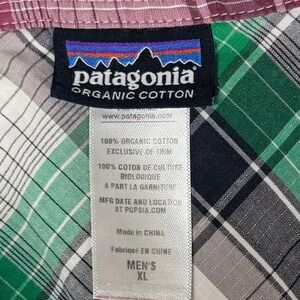 patagonia
ORGANIC COTTON
www.patagonia.com
100% ORGANIC COTTON
EXCLUSIVE OF TRIM
100% COTON DE CULTURE
BIOLOGIQUE
A PART LA GARNITURE
MFG DATE AND LOCATION
AT PCPSIA.COM
Made in CHINA
Fabriqué EN CHINE
MEN'S
XL